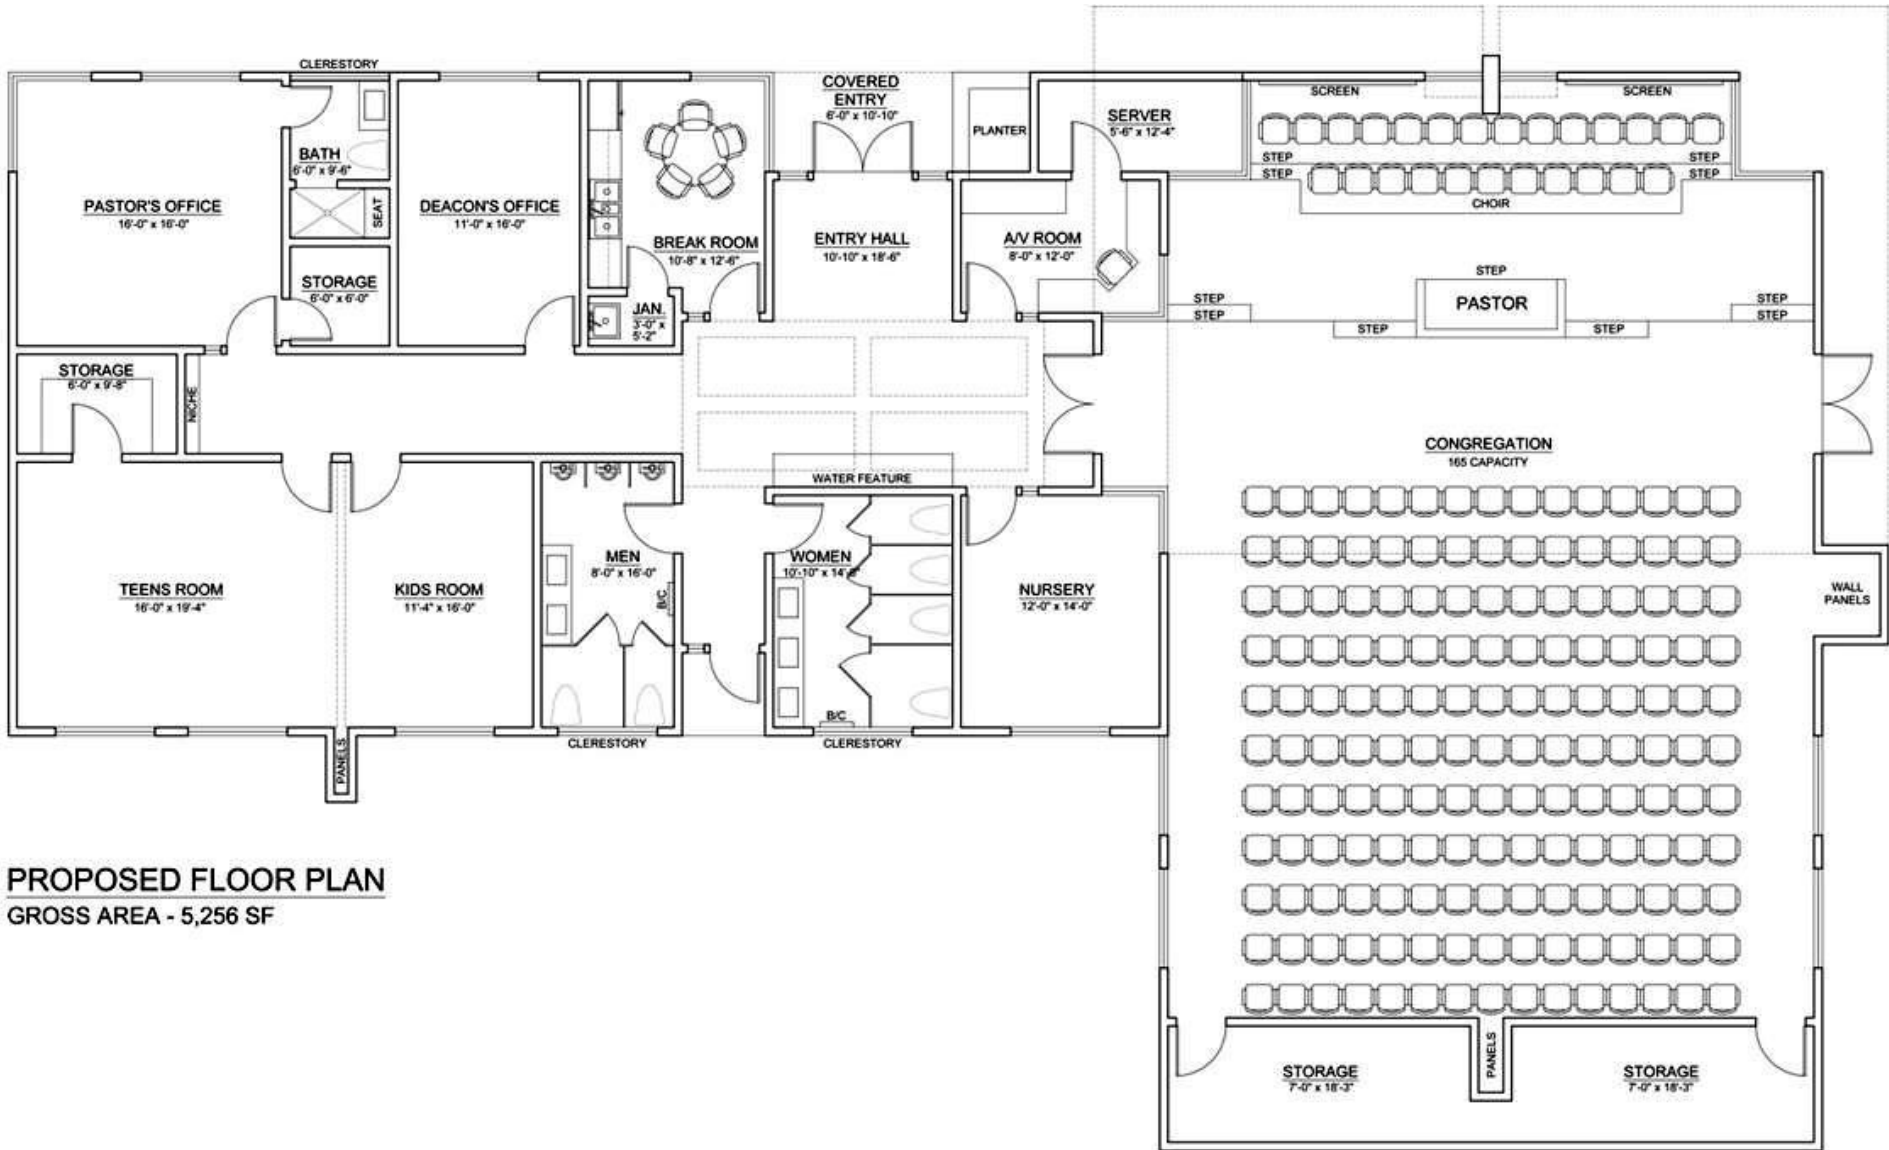 CLERESTORY
PASTOR'S OFFICE
16'-0" x 16'-0"
BATH
6'-0" x 9'-6"
SEAT
STORAGE
6'-0" x 6'-0"
DEACON'S OFFICE
11'-0" x 16'-0"
BREAK ROOM
10'-8" x 12'-6"
JAN.
3'-0" x
5'-2"
COVERED
ENTRY
6'-0" x 10'-10"
ENTRY HALL
10'-10" x 18'-6"
PLANTER
SERVER
5'-6" x 12'-4"
A/V ROOM
8'-0" x 12'-0"
SCREEN
SCREEN
STEP
STEP
STEP
STEP
CHOIR
STEP
PASTOR
STEP
STEP
STEP
STEP
STEP
STEP
STORAGE
6'-0" x 9'-8"
NICHE
CONGREGATION
165 CAPACITY
WATER FEATURE
TEENS ROOM
16'-0" x 19'-4"
KIDS ROOM
11'-4" x 16'-0"
MEN
8'-0" x 16'-0"
B/C
WOMEN
10'-10" x
NURSERY
12'-0" x 14'-0"
WALL
PANELS
B/C
CLERESTORY
CLERESTORY
PANELS
PROPOSED FLOOR PLAN
GROSS AREA - 5,256 SF
STORAGE
7'-0" x 18'-3"
PANELS
STORAGE
7'-0" x 18'-3"